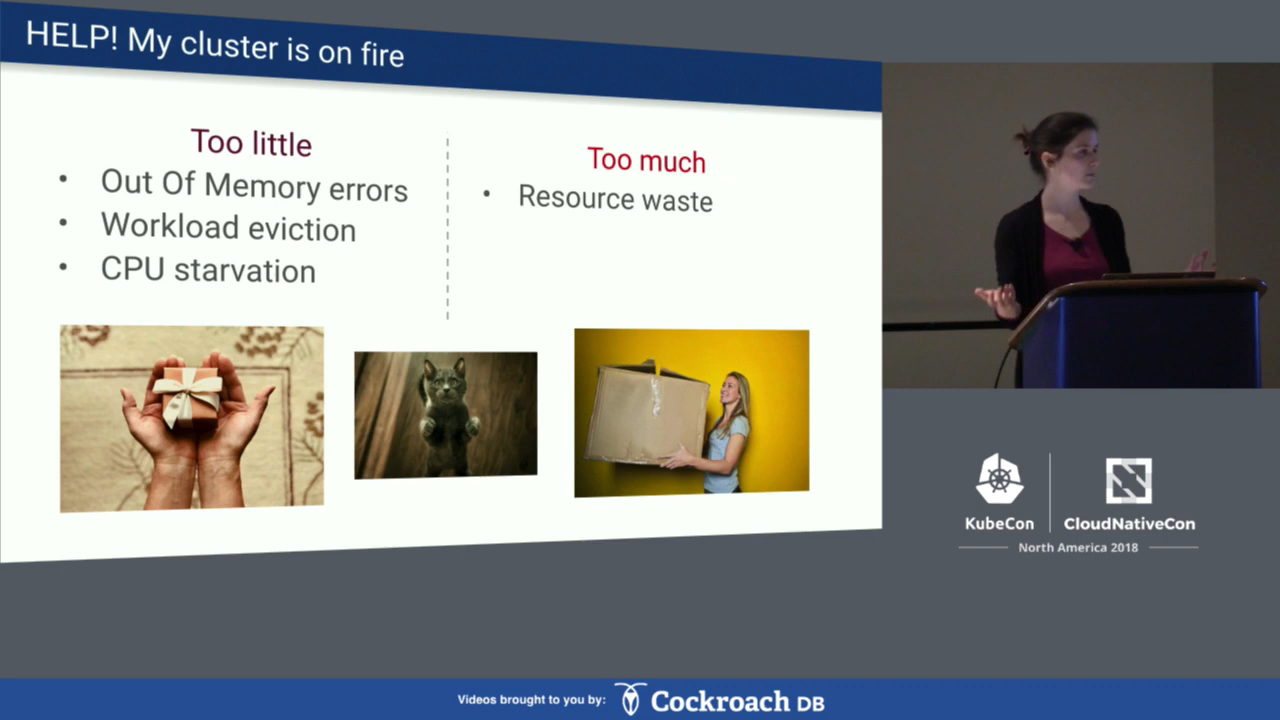 HELP! My cluster is on fire
Too little
• Out Of Memory errors
• Workload eviction
• CPU starvation
Too much
• Resource waste
KubeCon
CloudNativeCon
North America 2018
Videos brought to you by:
Cockroach DB